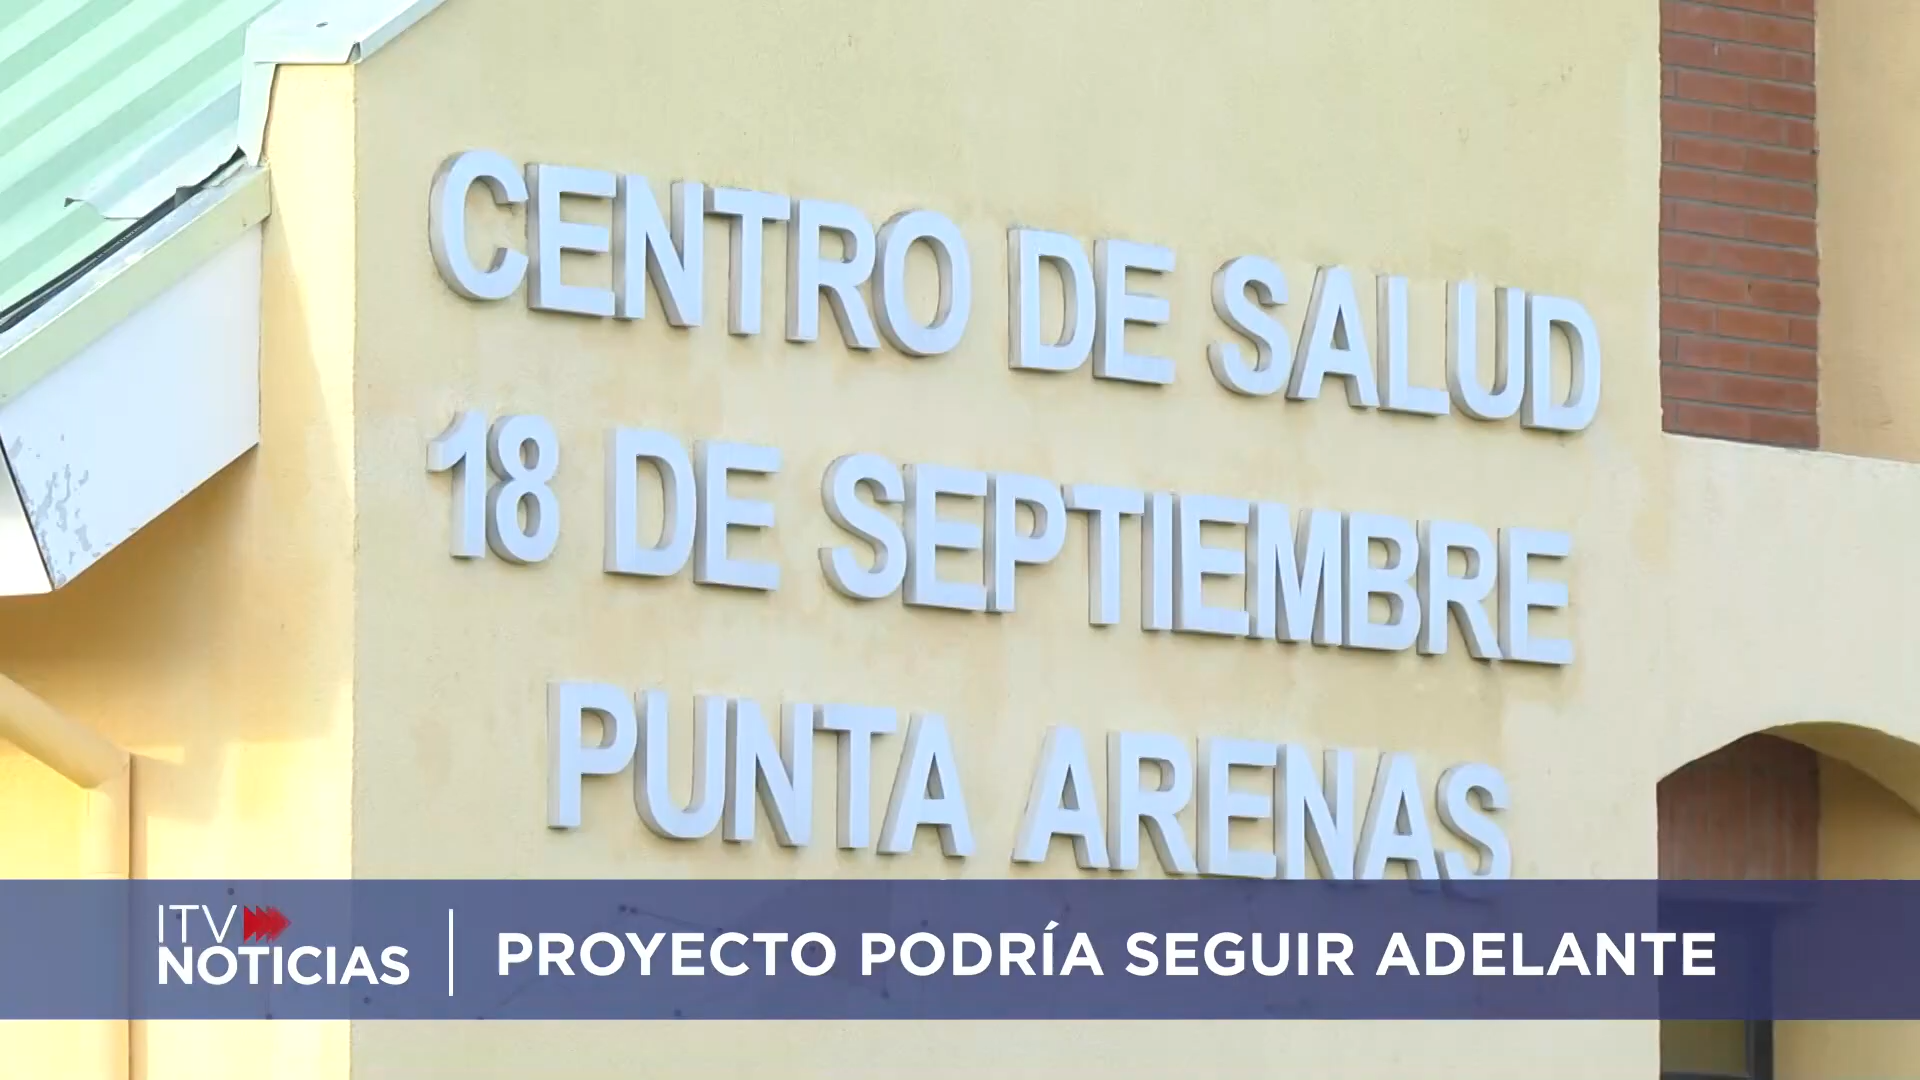 CENTRO DE SALUD
18 DE SEPTIEMBRE
PUNTA ARENAS
ITV
NOTICIAS
PROYECTO PODRÍA SEGUIR ADELANTE